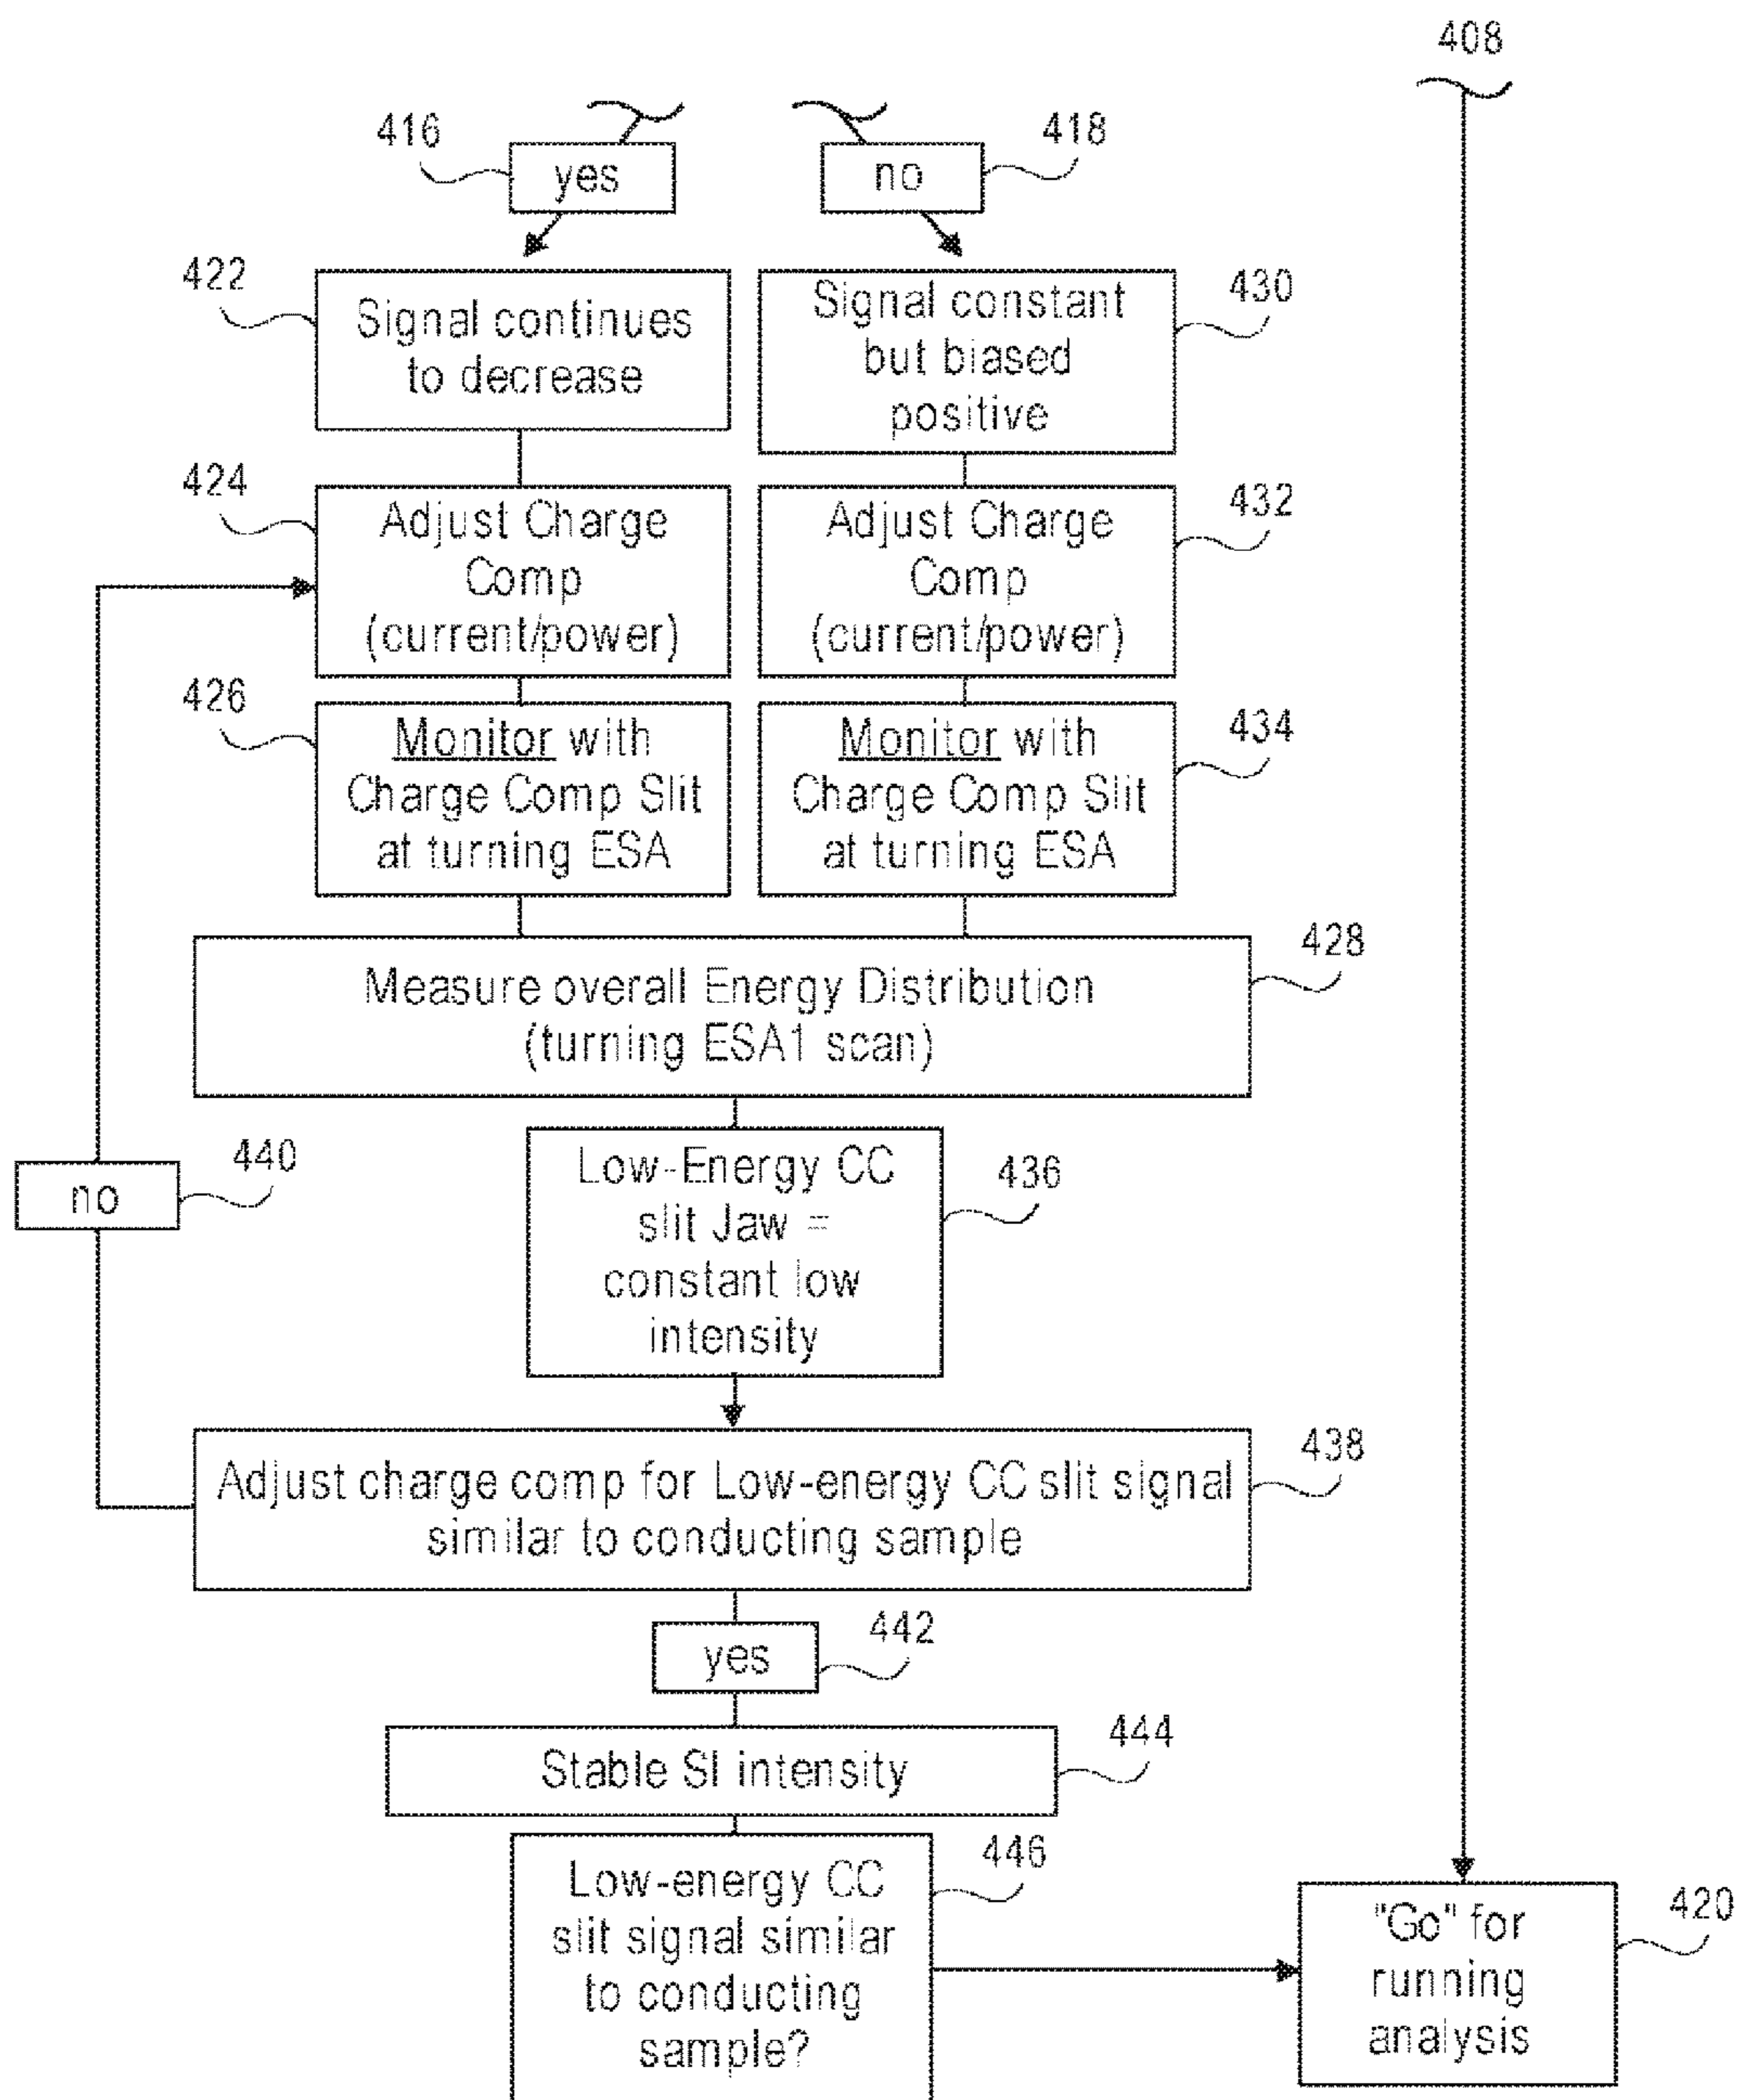 408
416
yes
no
418
422
Signal continues
to decrease
Signal constant
but biased
positive
430
424
Adjust Charge
Comp
(current/power)
Adjust Charge
Comp
(current/power)
432
426
Monitor with
Charge Comp Slit
at turning ESA
Monitor with
Charge Comp Slit
at turning ESA
434
Measure overall Energy Distribution
(turning ESA1 scan)
428
no
440
Low-Energy CC
slit Jaw =
constant low
intensity
436
Adjust charge comp for Low-energy CC slit signal
similar to conducting sample
438
yes
442
Stable SI intensity
444
Low-energy CC
slit signal similar
to conducting
sample?
446
"Go" for
running
analysis
420